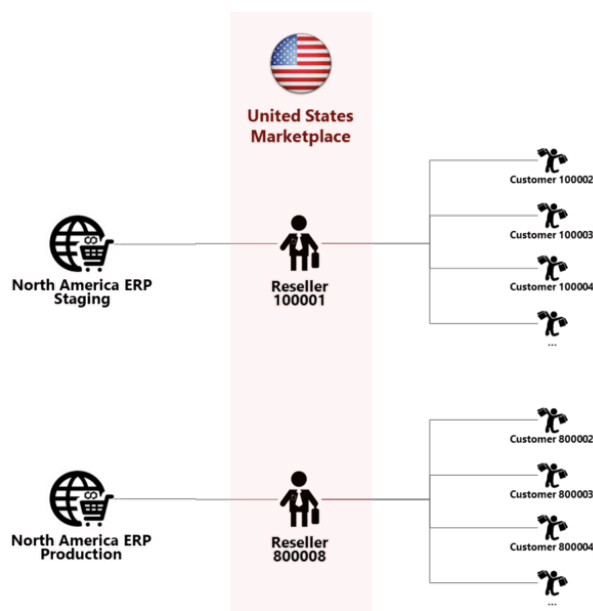 United States
Marketplace
Customer 100002
Customer 100003
North America ERP
Staging
Reseller
100001
Customer 100004
...
Customer 800002
Customer 800003
North America ERP
Production
Reseller
800008
Customer 800004
...